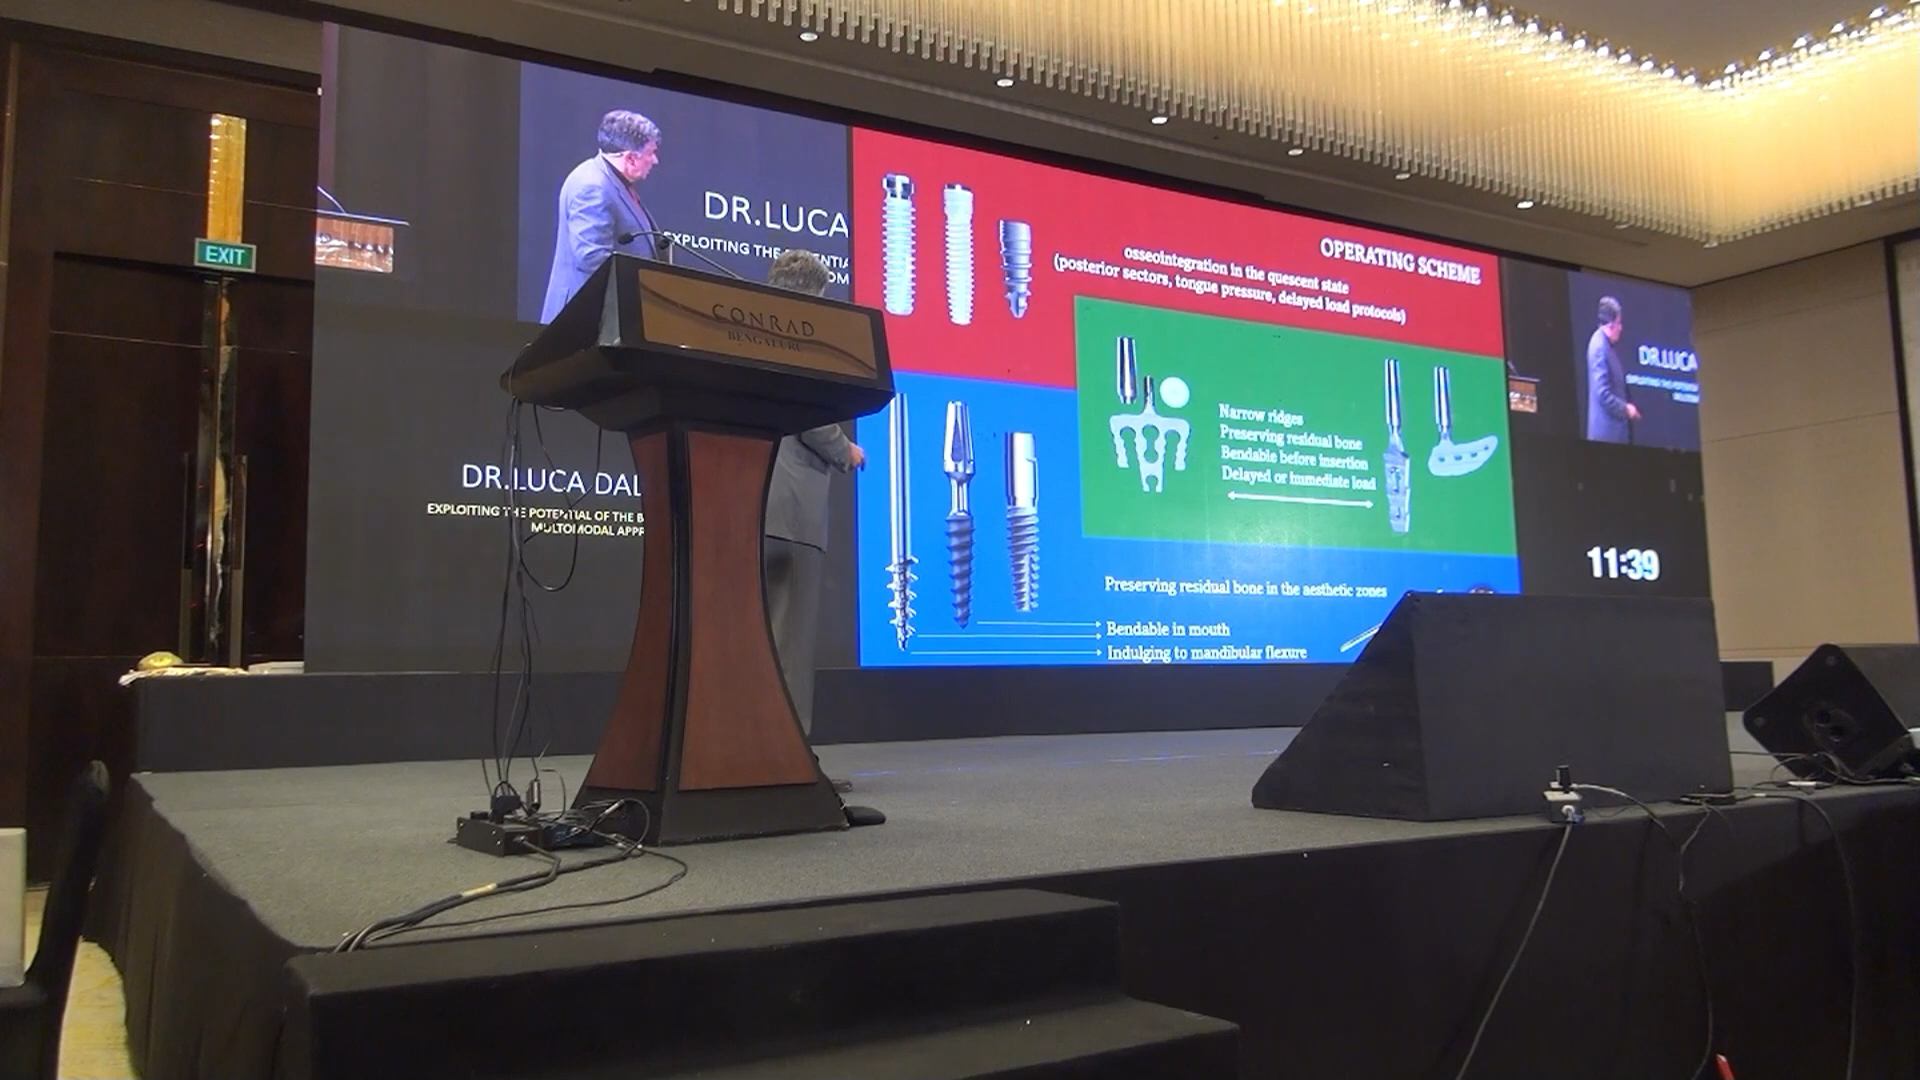 EXIT
DR.LUCA
EXPLOITING THE
CONRAD
BENGALURU
DR.LUCA DAL
EXPLOITING THE POTENTIAL OF THE B
MULTOMODAL APPR
OPERATING SCHEME
osseointegration in the quescent state
(posterior sectors, tongue pressure, delayed load protocols)
Narrow ridges
Preserving residual bone
Bendable before insertion
Delayed or immediate load
Preserving residual bone in the aesthetic zones
Bendable in mouth
Indulging to mandibular flexure
DR.LUCA
11:39